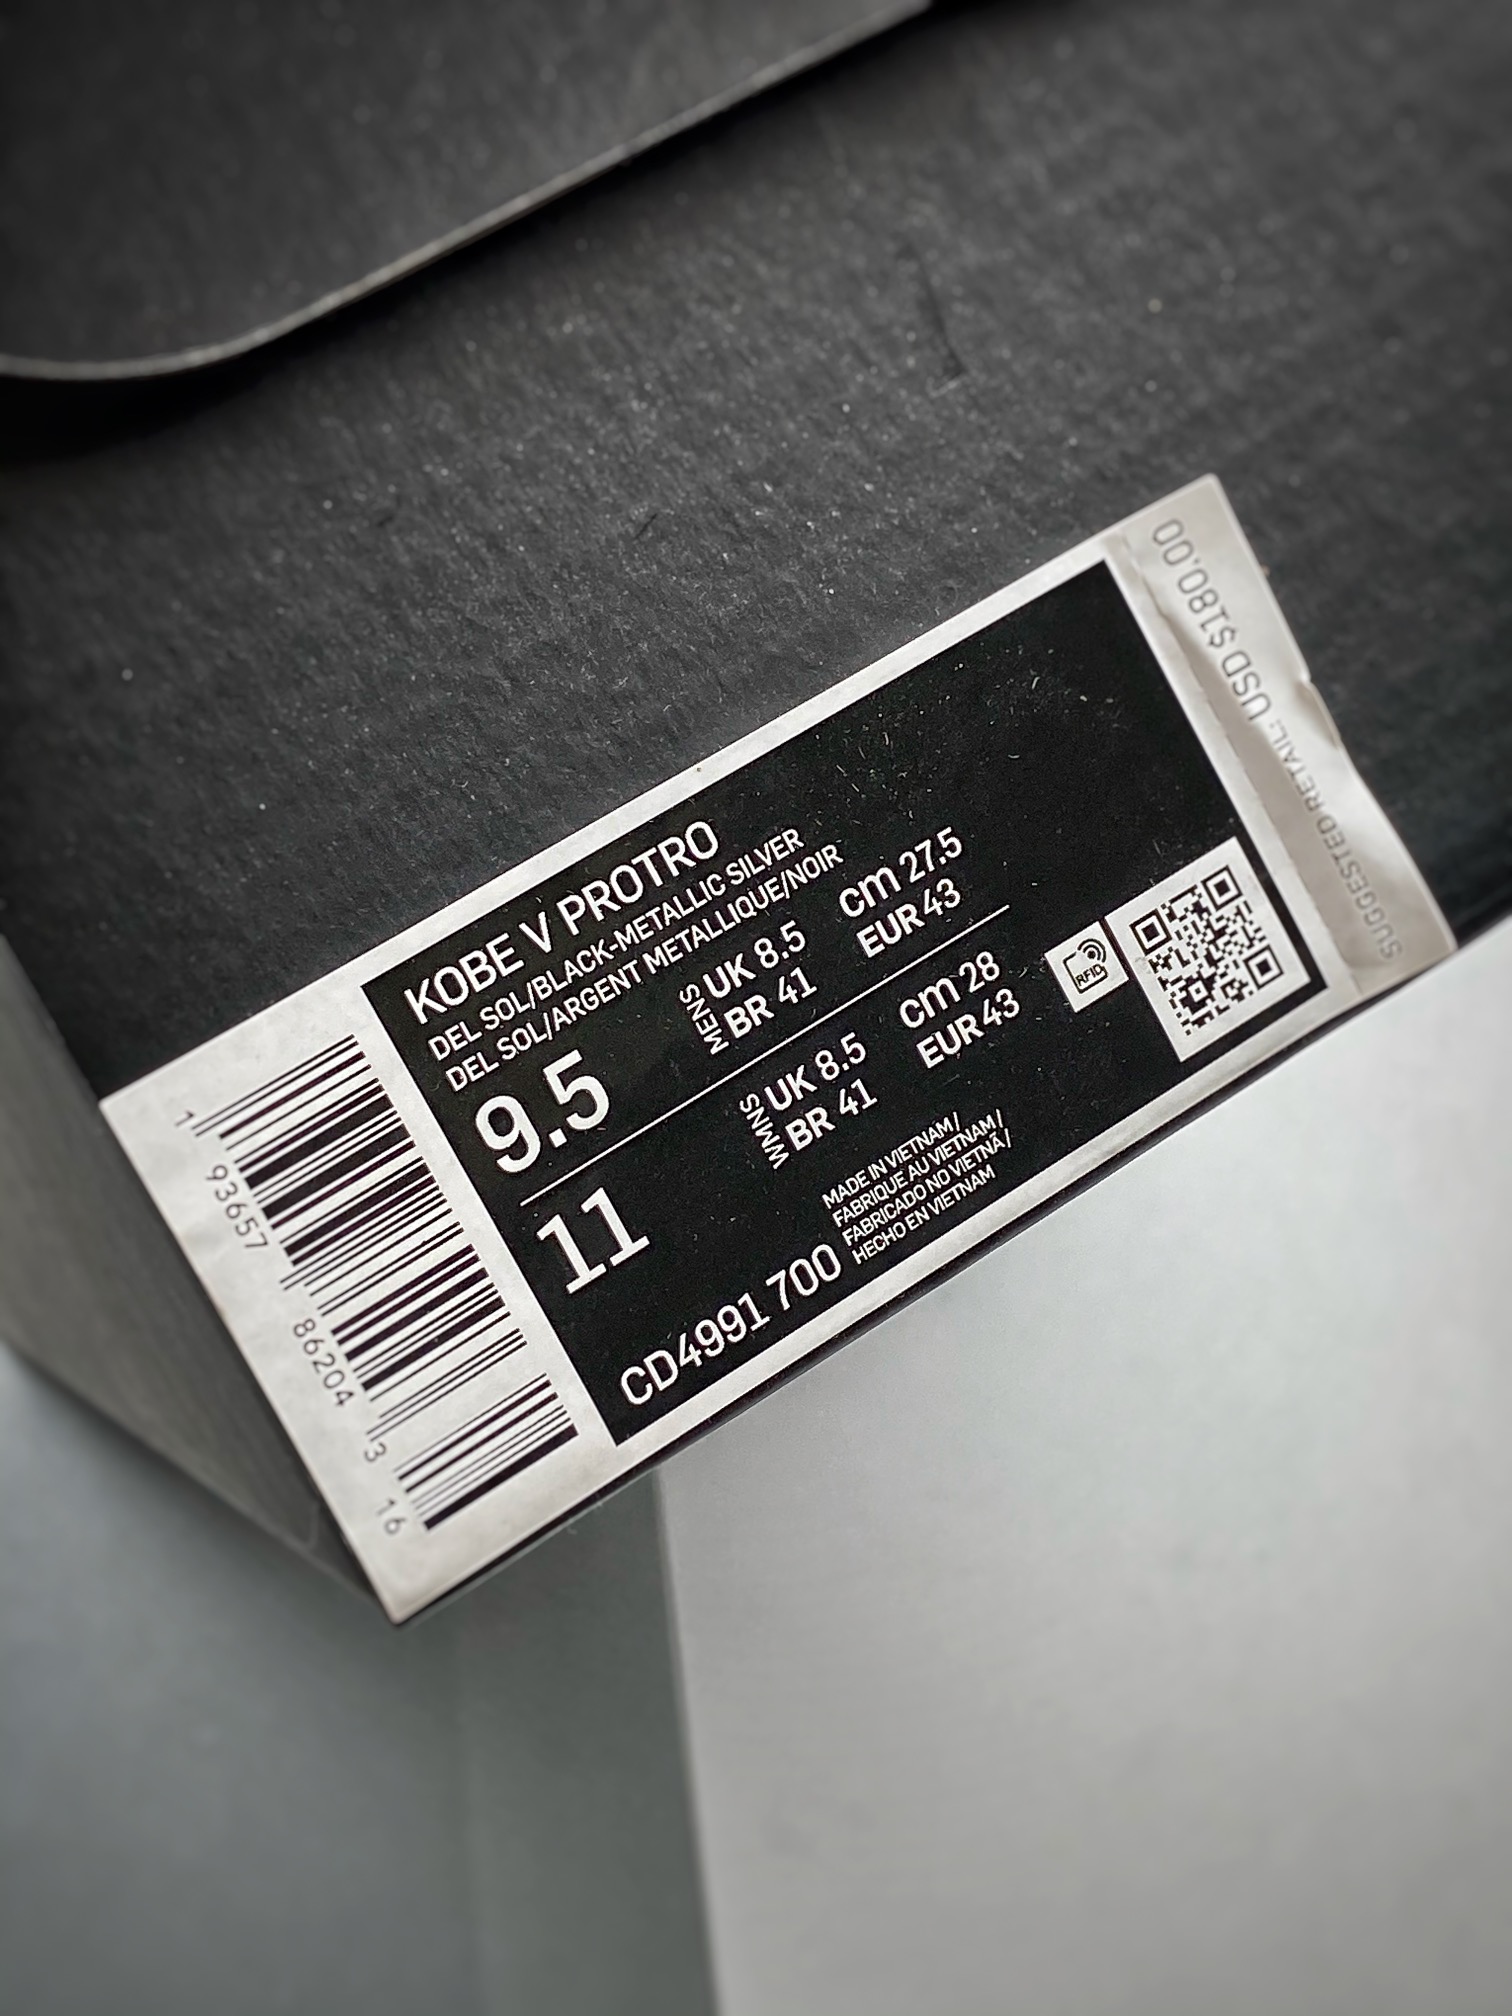 KOBE V PROTRO
DEL SOL/BLACK-METALLIC SILVER
DEL SOL/ARGENT METALLIQUE/NOIR
9.5
MENS
UK 8.5
BR 41
cm 27.5
EUR 43
11
WMNS
UK 8.5
BR 41
cm 28
EUR 43
CD4991 700
MADE IN VIETNAM/
FABRIQUE AU VIETNAM/
FABRICADO NO VIETNÃ/
HECHO EN VIETNAM
RFID
SUGGESTED RETAIL: USD $180.00
1 93657 86204 3 16